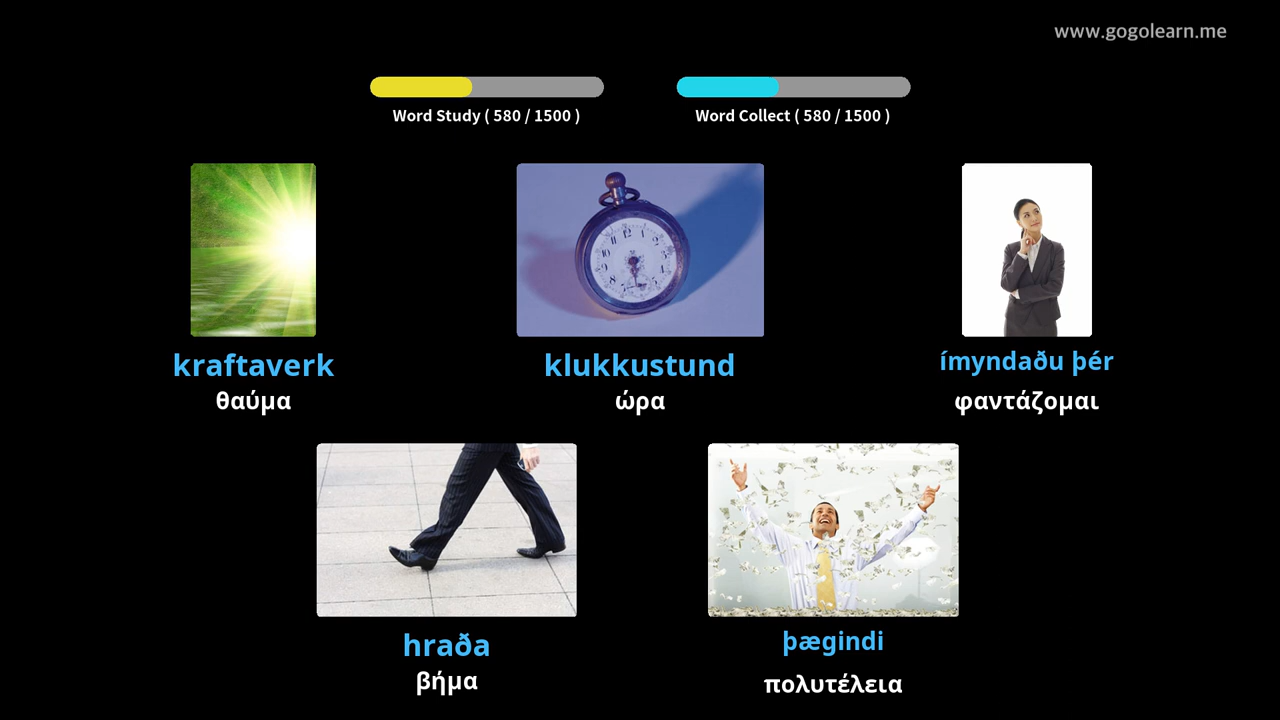 www.gogolearn.me
Word Study ( 580 / 1500 )
Word Collect ( 580 / 1500 )
kraftaverk
θαύμα
klukkustund
ώρα
ímyndaðu þér
φαντάζομαι
hraða
βήμα
þægindi
πολυτέλεια